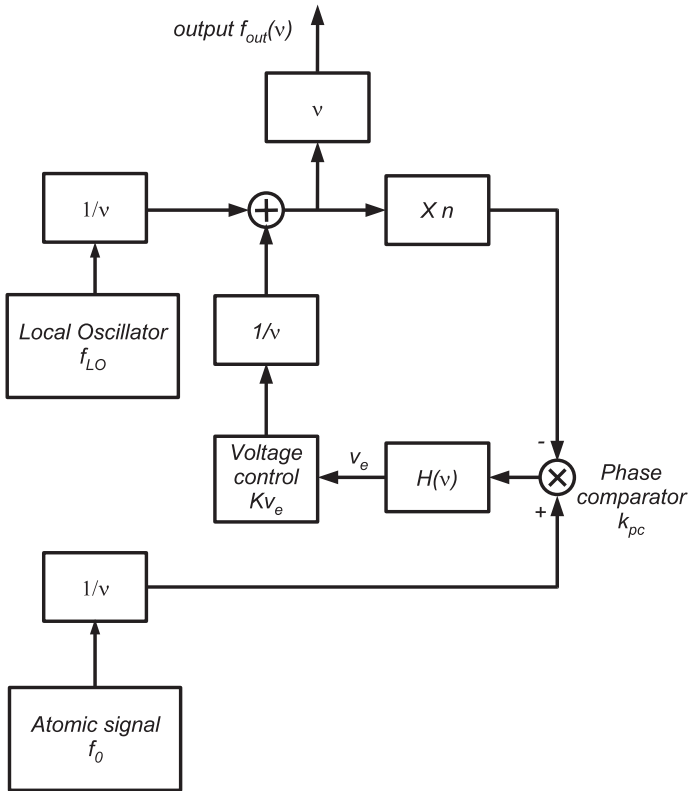 output f_out(ν)
ν
1/ν
X n
Local Oscillator
f_LO
1/ν
Voltage
control
Kv_e
v_e
H(ν)
-
+
Phase
comparator
k_pc
1/ν
Atomic signal
f_0